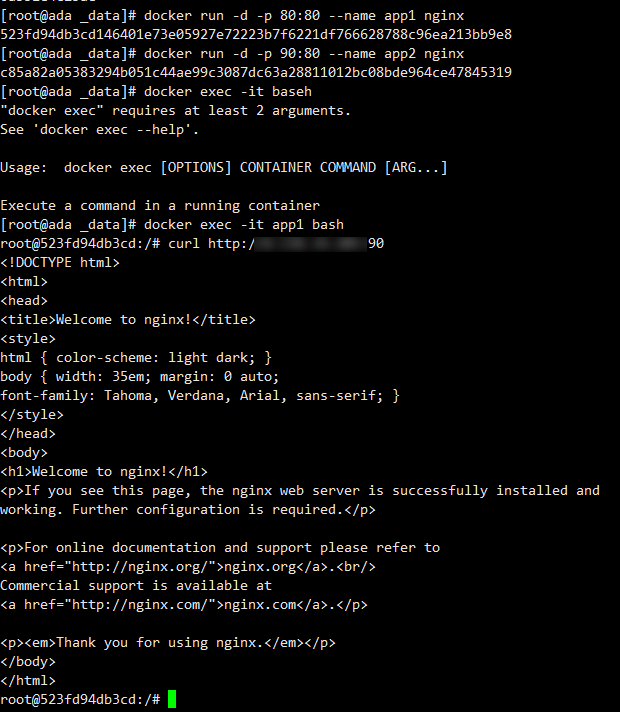 [root@ada _data]# docker run -d -p 80:80 --name app1 nginx
523fd94db3cd146401e73e05927e72223b7f6221df766628788c96ea213bb9e8
[root@ada _data]# docker run -d -p 90:80 --name app2 nginx
c85a82a05383294b051c44ae99c3087dc63a28811012bc08bde964ce47845319
[root@ada _data]# docker exec -it baseh
"docker exec" requires at least 2 arguments.
See 'docker exec --help'.
Usage:  docker exec [OPTIONS] CONTAINER COMMAND [ARG...]
Execute a command in a running container
[root@ada _data]# docker exec -it app1 bash
root@523fd94db3cd:/# curl http:/ 90
<!DOCTYPE html>
<html>
<head>
<title>Welcome to nginx!</title>
<style>
html { color-scheme: light dark; }
body { width: 35em; margin: 0 auto;
font-family: Tahoma, Verdana, Arial, sans-serif; }
</style>
</head>
<body>
<h1>Welcome to nginx!</h1>
<p>If you see this page, the nginx web server is successfully installed and
working. Further configuration is required.</p>
<p>For online documentation and support please refer to
<a href="http://nginx.org/">nginx.org</a>.<br/>
Commercial support is available at
<a href="http://nginx.com/">nginx.com</a>.</p>
<p><em>Thank you for using nginx.</em></p>
</body>
</html>
root@523fd94db3cd:/#